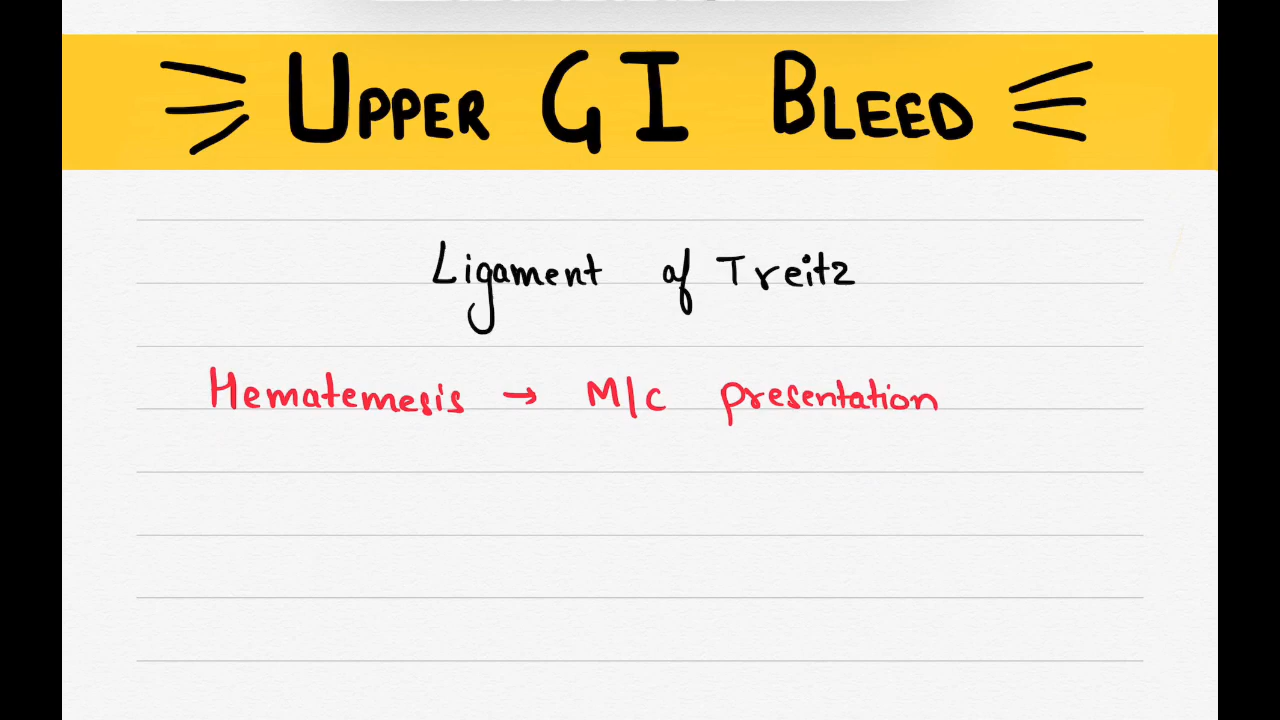 UPPER GI BLEED
Ligament of Treitz
Hematemesis → M/c presentation